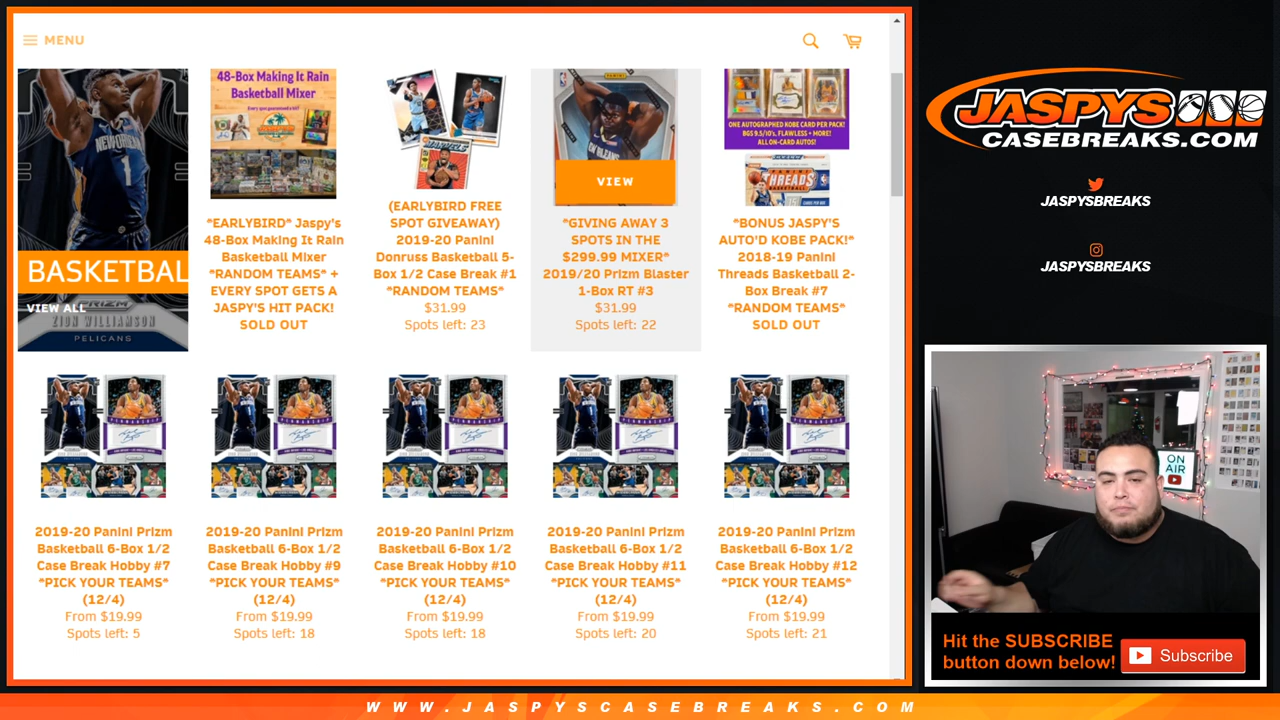 MENU
48-Box Making It Rain
Basketball Mixer
*EARLYBIRD* Jaspy's
48-Box Making It Rain
Basketball Mixer
*RANDOM TEAMS* +
EVERY SPOT GETS A
JASPY'S HIT PACK!
SOLD OUT
(EARLYBIRD FREE
SPOT GIVEAWAY)
2019-20 Panini
Donruss Basketball 5-
Box 1/2 Case Break #1
*RANDOM TEAMS*
$31.99
Spots left: 23
PANINI
VIEW
*GIVING AWAY 3
SPOTS IN THE
$299.99 MIXER*
2019/20 Prizm Blaster
1-Box RT #3
$31.99
Spots left: 22
ONE AUTOGRAPHED KOBE CARD PER PACK!
BGS 9.5/10's, FLAWLESS + MORE!
ALL ON-CARD AUTOS!
THREADS
*BONUS JASPY'S
AUTO'D KOBE PACK!*
2018-19 Panini
Threads Basketball 2-
Box Break #7
*RANDOM TEAMS*
SOLD OUT
NEW ORLEANS
1
BASKETBAL
VIEW ALL
PRIZM
ZION WILLIAMSON
PELICANS
2019-20 Panini Prizm
Basketball 6-Box 1/2
Case Break Hobby #7
*PICK YOUR TEAMS*
(12/4)
From $19.99
Spots left: 5
2019-20 Panini Prizm
Basketball 6-Box 1/2
Case Break Hobby #9
*PICK YOUR TEAMS*
(12/4)
From $19.99
Spots left: 18
2019-20 Panini Prizm
Basketball 6-Box 1/2
Case Break Hobby #10
*PICK YOUR TEAMS*
(12/4)
From $19.99
Spots left: 18
2019-20 Panini Prizm
Basketball 6-Box 1/2
Case Break Hobby #11
*PICK YOUR TEAMS*
(12/4)
From $19.99
Spots left: 20
2019-20 Panini Prizm
Basketball 6-Box 1/2
Case Break Hobby #12
*PICK YOUR TEAMS*
(12/4)
From $19.99
Spots left: 21
JASPYS
CASEBREAKS.COM
JASPYSBREAKS
JASPYSBREAKS
ON
AIR
Hit the SUBSCRIBE
button down below!
Subscribe
WWW.JASPYSCASEBREAKS.COM